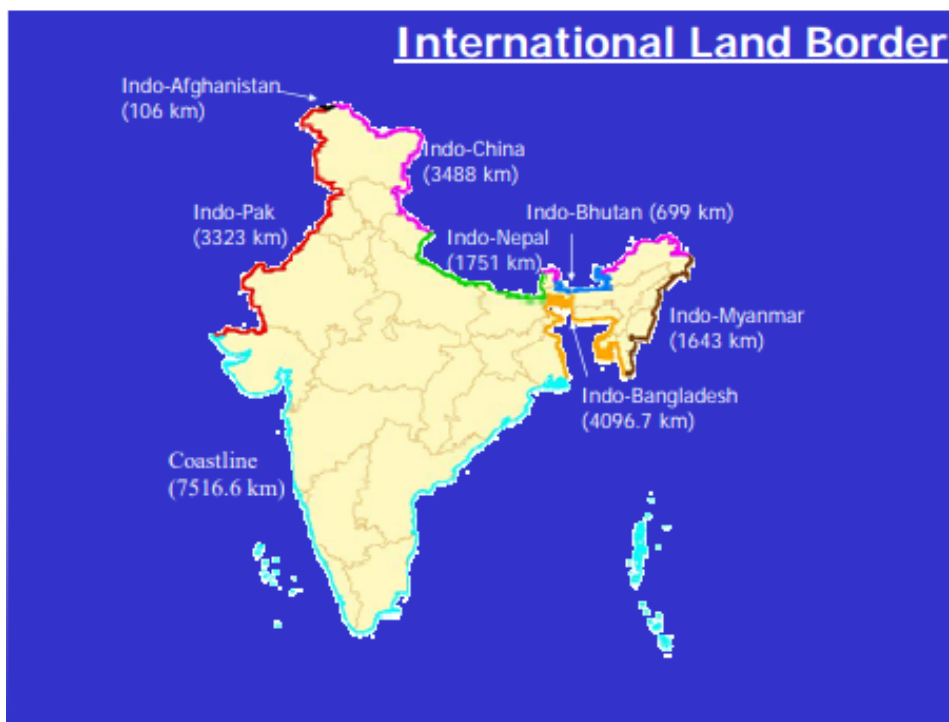 International Land Border
Indo-Afghanistan
(106 km)
Indo-China
(3488 km)
Indo-Pak
(3323 km)
Indo-Bhutan (699 km)
Indo-Nepal
(1751 km)
Indo-Myanmar
(1643 km)
Indo-Bangladesh
(4096.7 km)
Coastline
(7516.6 km)